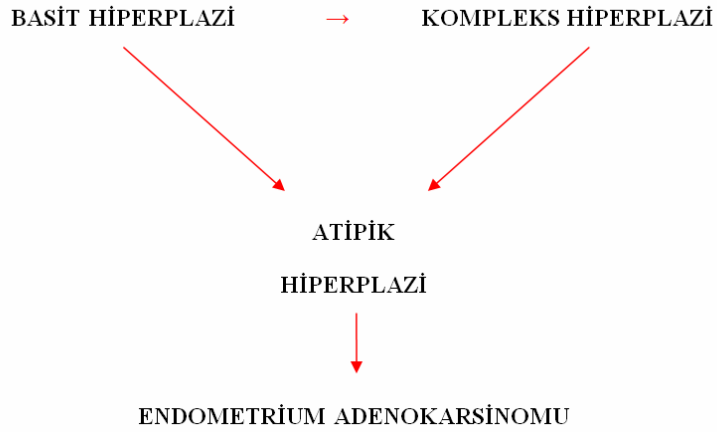 BASİT HİPERPLAZİ → KOMPLEKS HİPERPLAZİ
ATİPİK
HİPERPLAZİ
ENDOMETRİUM ADENOKARSİNOMU